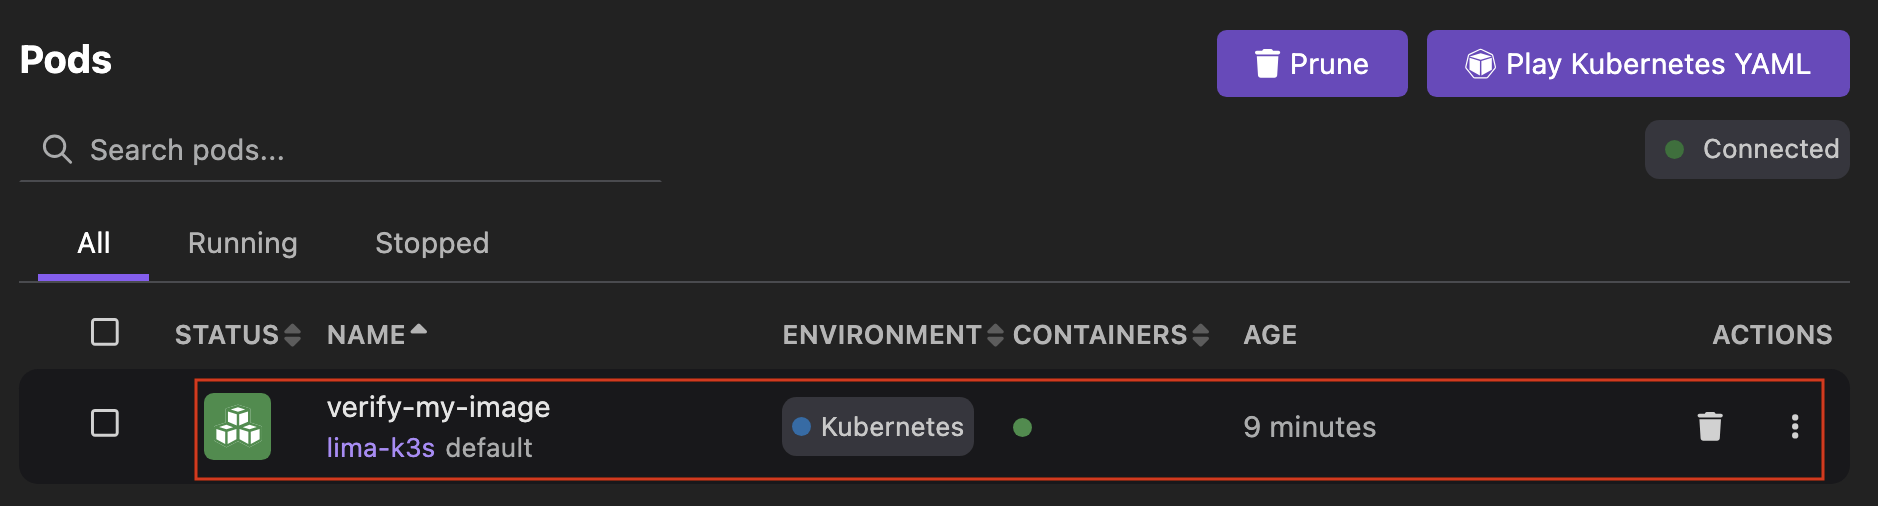 Pods
Prune
Play Kubernetes YAML
Search pods...
Connected
All Running Stopped
STATUS NAME ENVIRONMENT CONTAINERS AGE ACTIONS
verify-my-image
lima-k3s default
Kubernetes
9 minutes